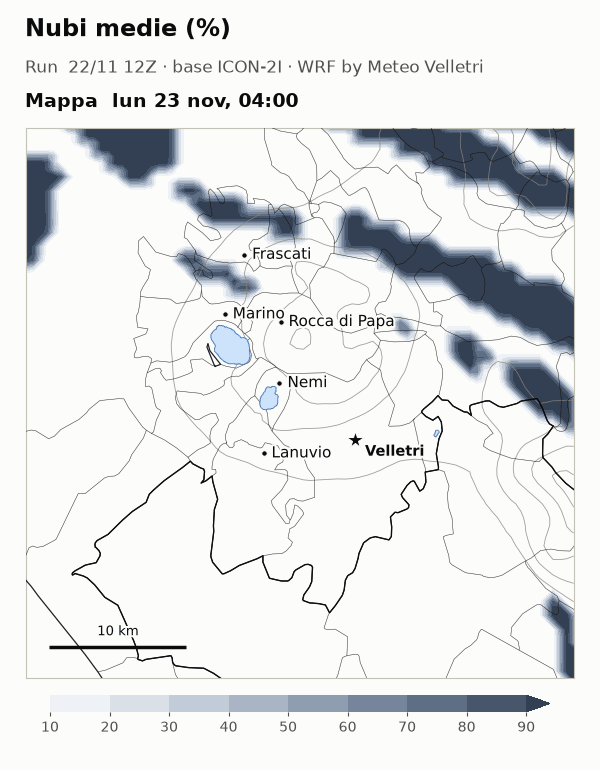 Nubi medie (%)
Run 22/11 12Z · base ICON-2I · WRF by Meteo Velletri
Mappa lun 23 nov, 04:00
Frascati
Marino
Rocca di Papa
Nemi
Velletri
Lanuvio
10 km
10 20 30 40 50 60 70 80 90